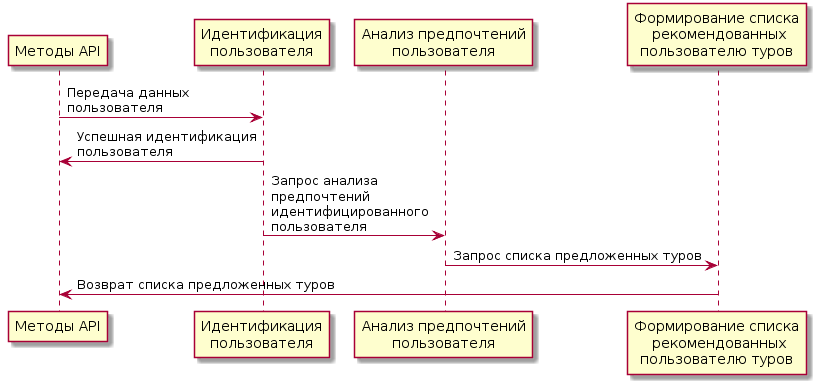 Методы API
Идентификация
пользователя
Анализ предпочтений
пользователя
Формирование списка
рекомендованных
пользователю туров
Передача данных
пользователя
Успешная идентификация
пользователя
Запрос анализа
предпочтений
идентифицированного
пользователя
Запрос списка предложенных туров
Возврат списка предложенных туров
Методы API
Идентификация
пользователя
Анализ предпочтений
пользователя
Формирование списка
рекомендованных
пользователю туров